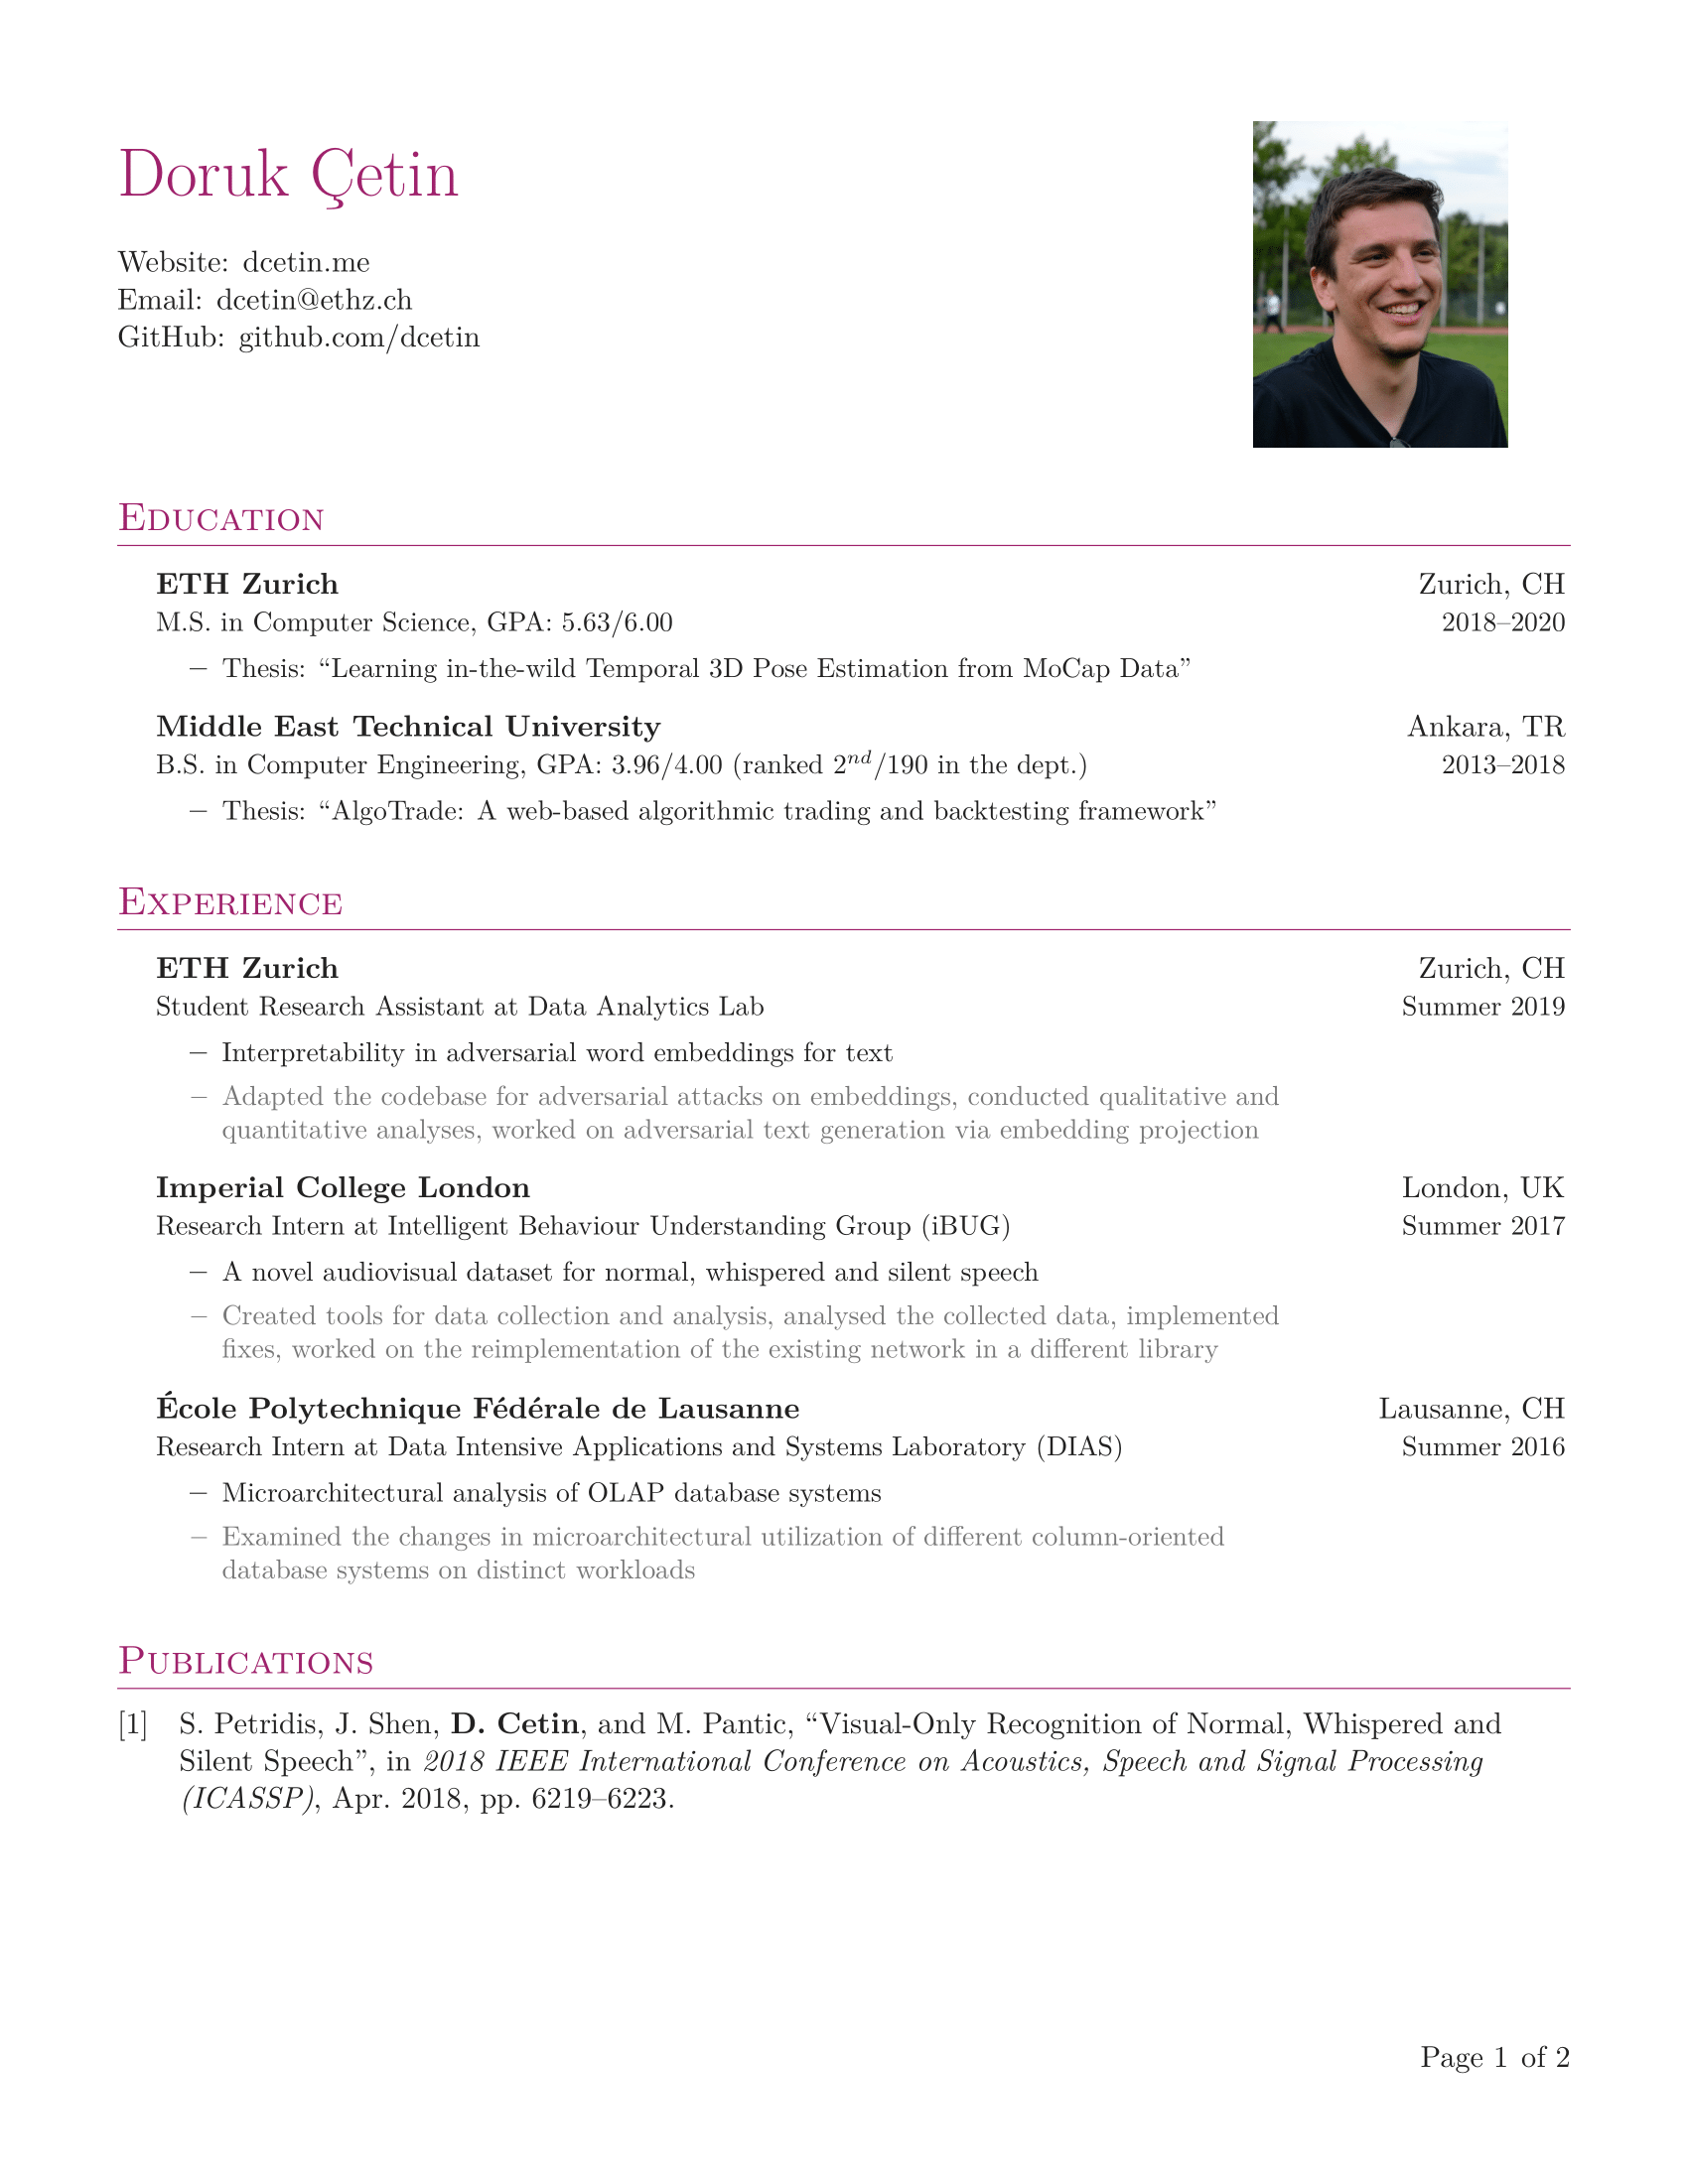 Doruk Çetin
Website: dcetin.me
Email: dcetin@ethz.ch
GitHub: github.com/dcetin
Education
ETH Zurich Zurich, CH
M.S. in Computer Science, GPA: 5.63/6.00 2018–2020
– Thesis: “Learning in-the-wild Temporal 3D Pose Estimation from MoCap Data”
Middle East Technical University Ankara, TR
B.S. in Computer Engineering, GPA: 3.96/4.00 (ranked 2nd/190 in the dept.) 2013–2018
– Thesis: “AlgoTrade: A web-based algorithmic trading and backtesting framework”
Experience
ETH Zurich Zurich, CH
Student Research Assistant at Data Analytics Lab Summer 2019
– Interpretability in adversarial word embeddings for text
– Adapted the codebase for adversarial attacks on embeddings, conducted qualitative and
quantitative analyses, worked on adversarial text generation via embedding projection
Imperial College London London, UK
Research Intern at Intelligent Behaviour Understanding Group (iBUG) Summer 2017
– A novel audiovisual dataset for normal, whispered and silent speech
– Created tools for data collection and analysis, analysed the collected data, implemented
fixes, worked on the reimplementation of the existing network in a different library
École Polytechnique Fédérale de Lausanne Lausanne, CH
Research Intern at Data Intensive Applications and Systems Laboratory (DIAS) Summer 2016
– Microarchitectural analysis of OLAP database systems
– Examined the changes in microarchitectural utilization of different column-oriented
database systems on distinct workloads
Publications
[1] S. Petridis, J. Shen, D. Cetin, and M. Pantic, “Visual-Only Recognition of Normal, Whispered and
Silent Speech”, in 2018 IEEE International Conference on Acoustics, Speech and Signal Processing
(ICASSP), Apr. 2018, pp. 6219–6223.
Page 1 of 2